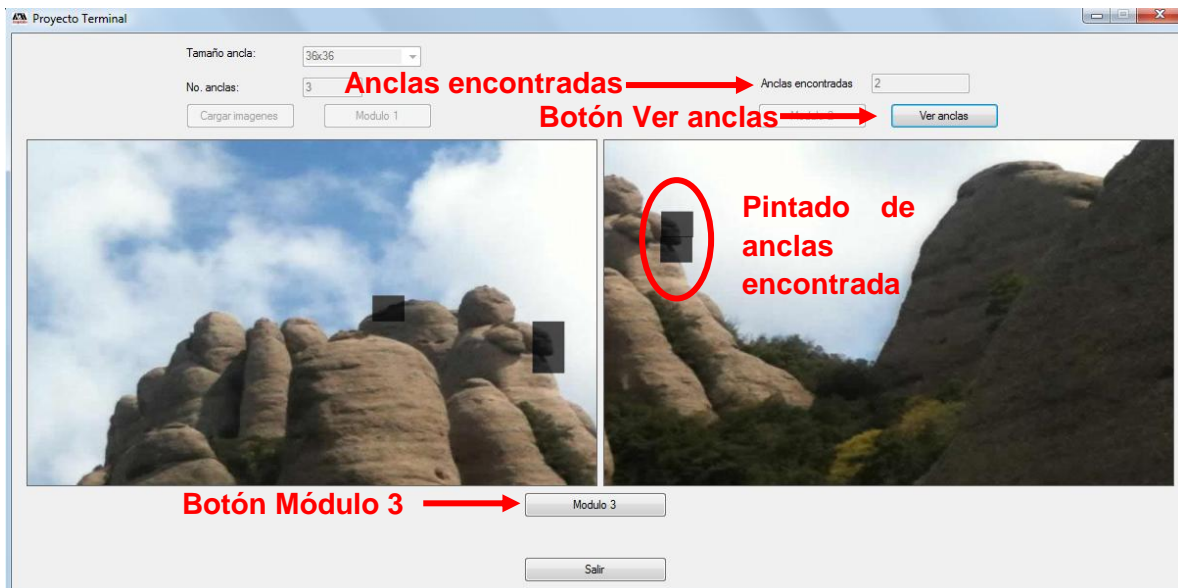 Proyecto Terminal
Tamaño ancla:
36x36
No. anclas:
3
Anclas encontradas
Anclas encontradas
2
Cargar imagenes
Modulo 1
Botón Ver anclas
Ver anclas
Pintado de
anclas
encontrada
Botón Módulo 3
Modulo 3
Salir